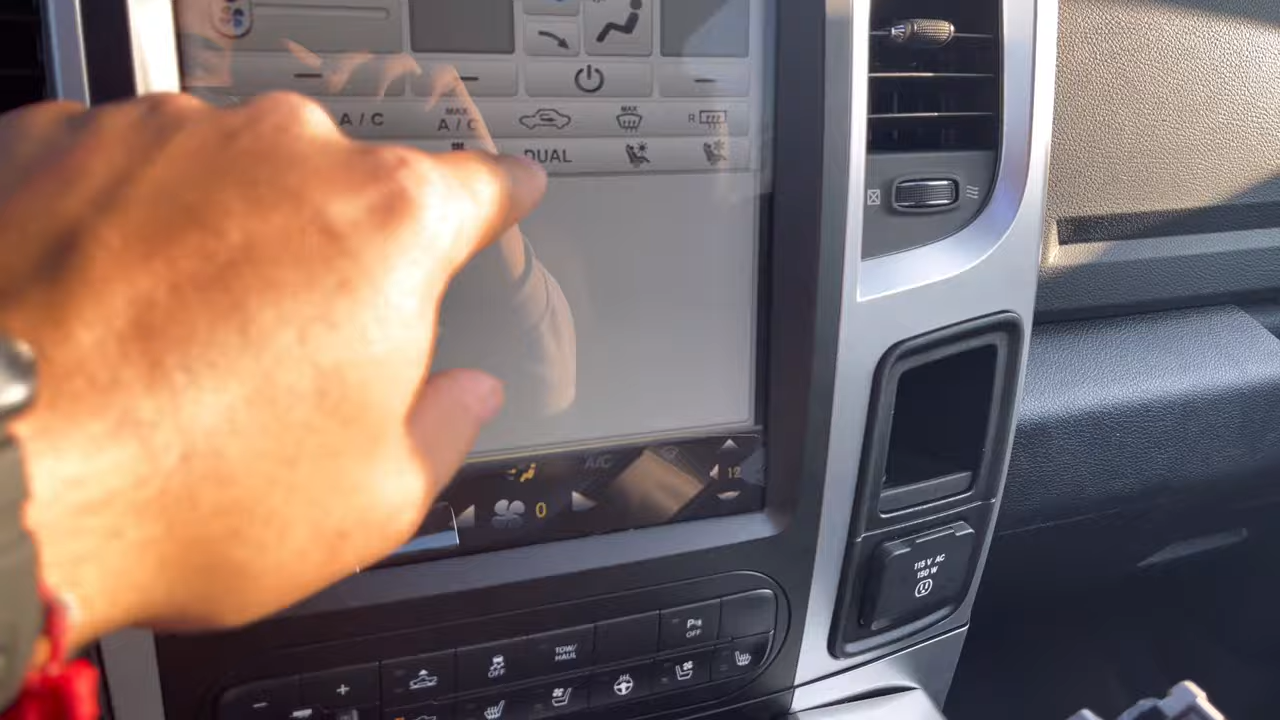 A/C
MAX
A/C
MAX
R
DUAL
A/C
12
0
115 V AC
150 W
OFF
TOW/
HAUL
P
OFF